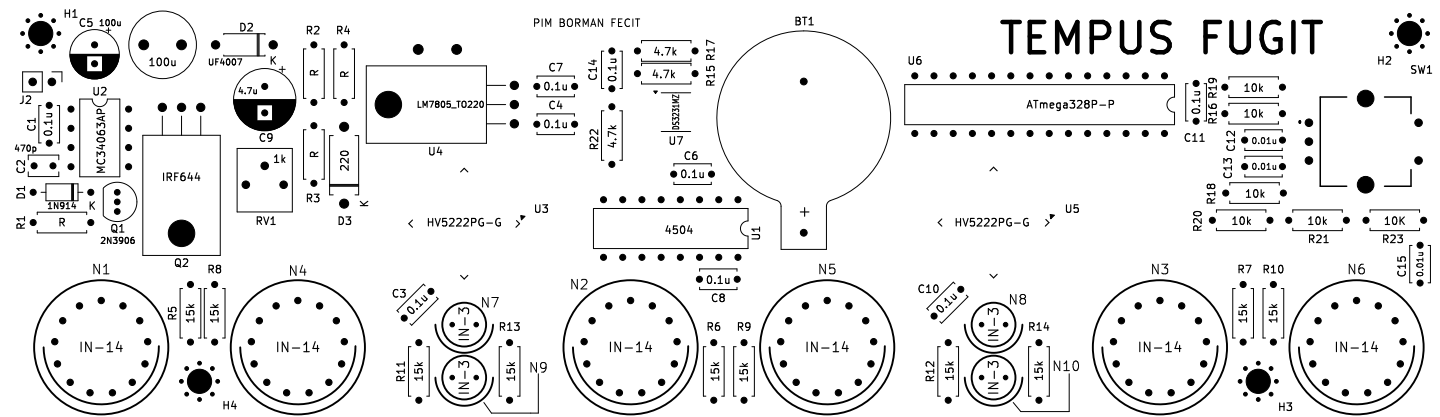 H1
C5 100u
100u
D2
UF4007
K
R2
R4
R
R
PIM BORMAN FECIT
BT1
TEMPUS FUGIT
H2
SW1
J2
U2
C1
0.1u
MC34063AP
4.7u
C9
LM7805_TO220
U4
C7
0.1u
C4
0.1u
C14
0.1u
R22
4.7k
4.7k
R17
4.7k
R15
DS3231MZ
U7
C6
0.1u
U6
ATmega328P-P
0.1u
C11
R19
10k
R16
10k
C12
0.01u
C13
0.01u
R18
10k
470p
C2
D1
1N914
K
R1
R
Q1
2N3906
IRF644
Q2
1k
RV1
R
R3
220
D3
K
HV5222PG-G
U3
4504
U1
HV5222PG-G
U5
R20
10k
10k
R21
10K
R23
C15
0.01u
N1
IN-14
R5
15k
R8
15k
H4
N4
IN-14
C3
0.1u
N7
IN-3
IN-3
R11
15k
R13
15k
N9
N2
IN-14
C8
0.1u
R6
15k
R9
15k
N5
IN-14
C10
0.1u
N8
IN-3
IN-3
R12
15k
R14
15k
N10
N3
IN-14
R7
15k
R10
15k
H3
N6
IN-14